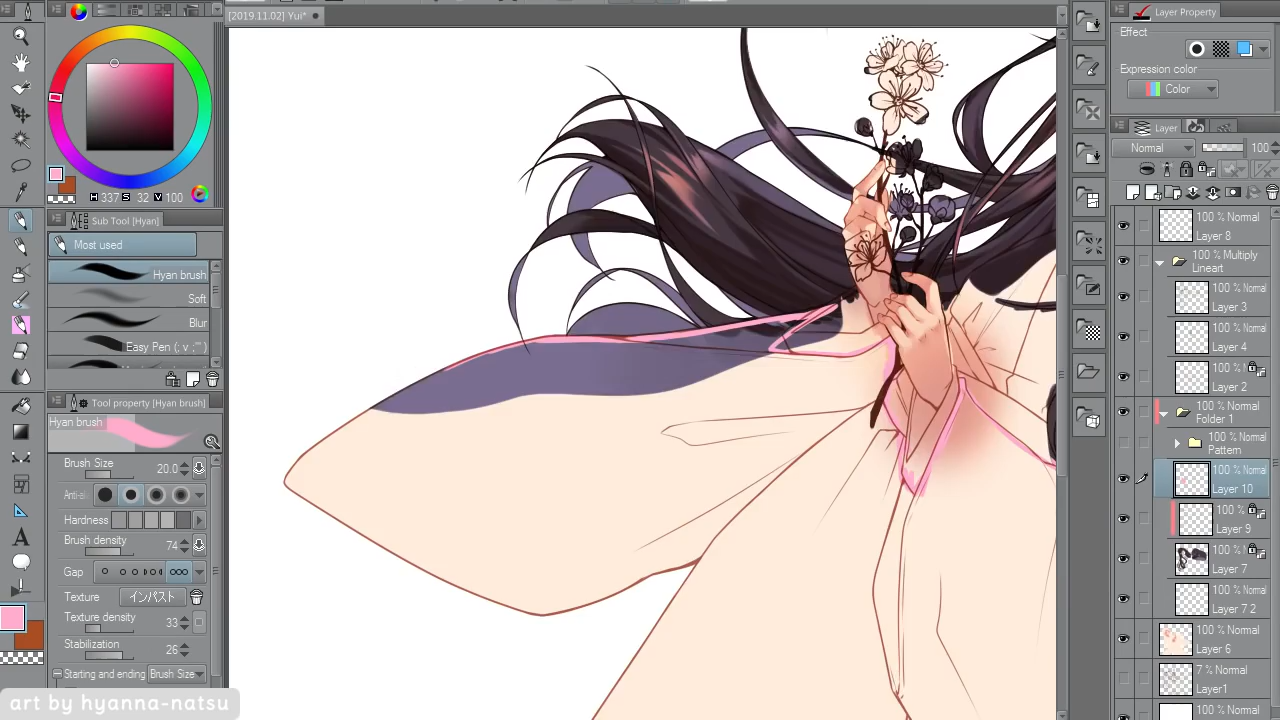 [2019.11.02] Yui*
H 337 S 32 V 100
Sub Tool [Hyan]
Most used
Hyan brush
Soft
Blur
Easy Pen (; v ;"")
Tool property [Hyan brush]
Hyan brush
Brush Size 20.0
Anti-al
Hardness
Brush density 74
Gap
Texture インパスト
Texture density 33
Stabilization 26
Starting and ending Brush Size
art by hyanna-natsu
Layer Property
Effect
Expression color
Color
Layer
Normal 100
100 % Normal
Layer 8
100 % Multiply
Lineart
100 % Normal
Layer 3
100 % Normal
Layer 4
100 % N
Layer 2
100 % Normal
Folder 1
100 % Normal
Pattern
100 % Normal
Layer 10
100 %
Layer 9
100 % N
Layer 7
100 % Normal
Layer 7 2
100 % Normal
Layer 6
7 % Normal
Layer1
100 % Normal